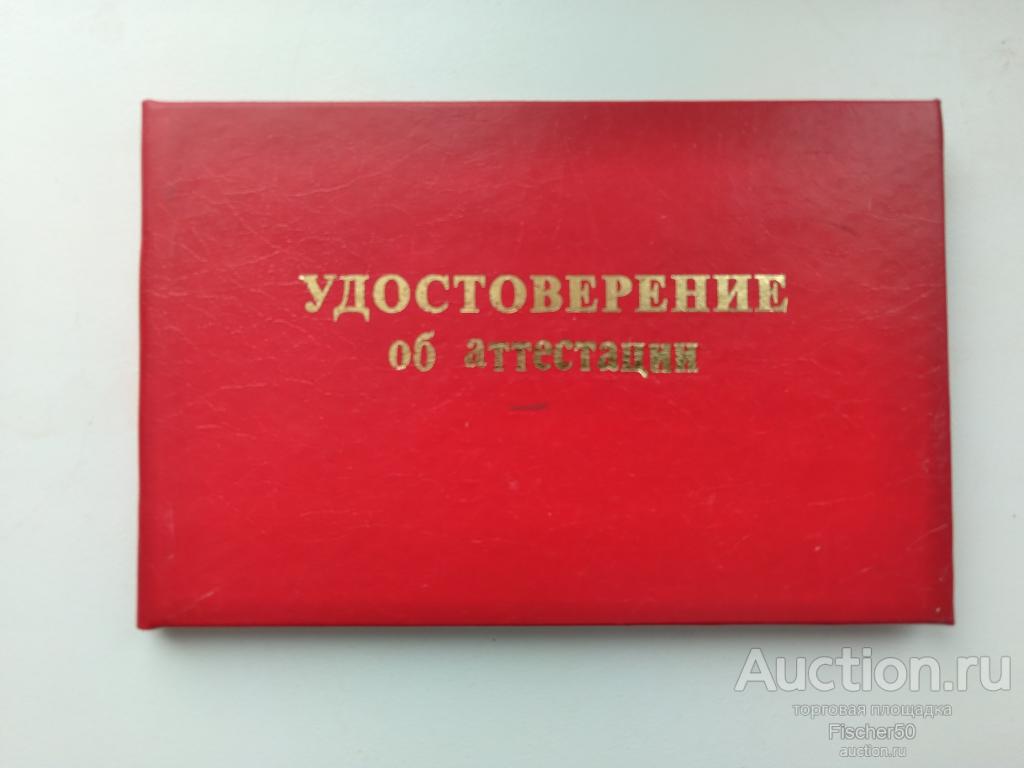 УДОСТОВЕРЕНИЕ
об аттестации
Auction.ru
торговая площадка
Fischer50
auction.ru